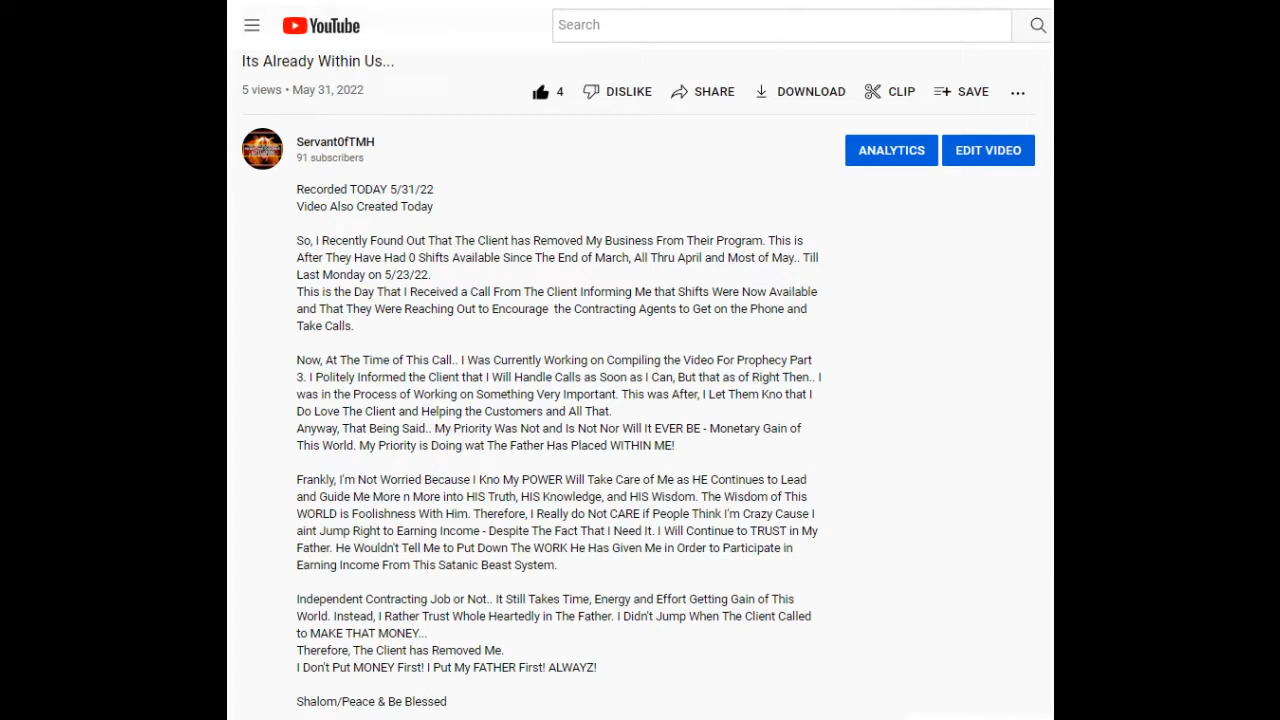 YouTube
Search
Its Already Within Us...
5 views • May 31, 2022
4 DISLIKE SHARE DOWNLOAD CLIP SAVE ...
Servant0fTMH
91 subscribers
ANALYTICS EDIT VIDEO
Recorded TODAY 5/31/22
Video Also Created Today
So, I Recently Found Out That The Client has Removed My Business From Their Program. This is
After They Have Had 0 Shifts Available Since The End of March, All Thru April and Most of May.. Till
Last Monday on 5/23/22.
This is the Day That I Received a Call From The Client Informing Me that Shifts Were Now Available
and That They Were Reaching Out to Encourage  the Contracting Agents to Get on the Phone and
Take Calls.
Now, At The Time of This Call.. I Was Currently Working on Compiling the Video For Prophecy Part
3. I Politely Informed the Client that I Will Handle Calls as Soon as I Can, But that as of Right Then.. I
was in the Process of Working on Something Very Important. This was After, I Let Them Kno that I
Do Love The Client and Helping the Customers and All That.
Anyway, That Being Said.. My Priority Was Not and Is Not Nor Will It EVER BE - Monetary Gain of
This World. My Priority is Doing wat The Father Has Placed WITHIN ME!
Frankly, I'm Not Worried Because I Kno My POWER Will Take Care of Me as HE Continues to Lead
and Guide Me More n More into HIS Truth, HIS Knowledge, and HIS Wisdom. The Wisdom of This
WORLD is Foolishness With Him. Therefore, I Really do Not CARE if People Think I'm Crazy Cause I
aint Jump Right to Earning Income - Despite The Fact That I Need It. I Will Continue to TRUST in My
Father. He Wouldn't Tell Me to Put Down The WORK He Has Given Me in Order to Participate in
Earning Income From This Satanic Beast System.
Independent Contracting Job or Not.. It Still Takes Time, Energy and Effort Getting Gain of This
World. Instead, I Rather Trust Whole Heartedly in The Father. I Didn't Jump When The Client Called
to MAKE THAT MONEY...
Therefore, The Client has Removed Me.
I Don't Put MONEY First! I Put My FATHER First! ALWAYZ!
Shalom/Peace & Be Blessed